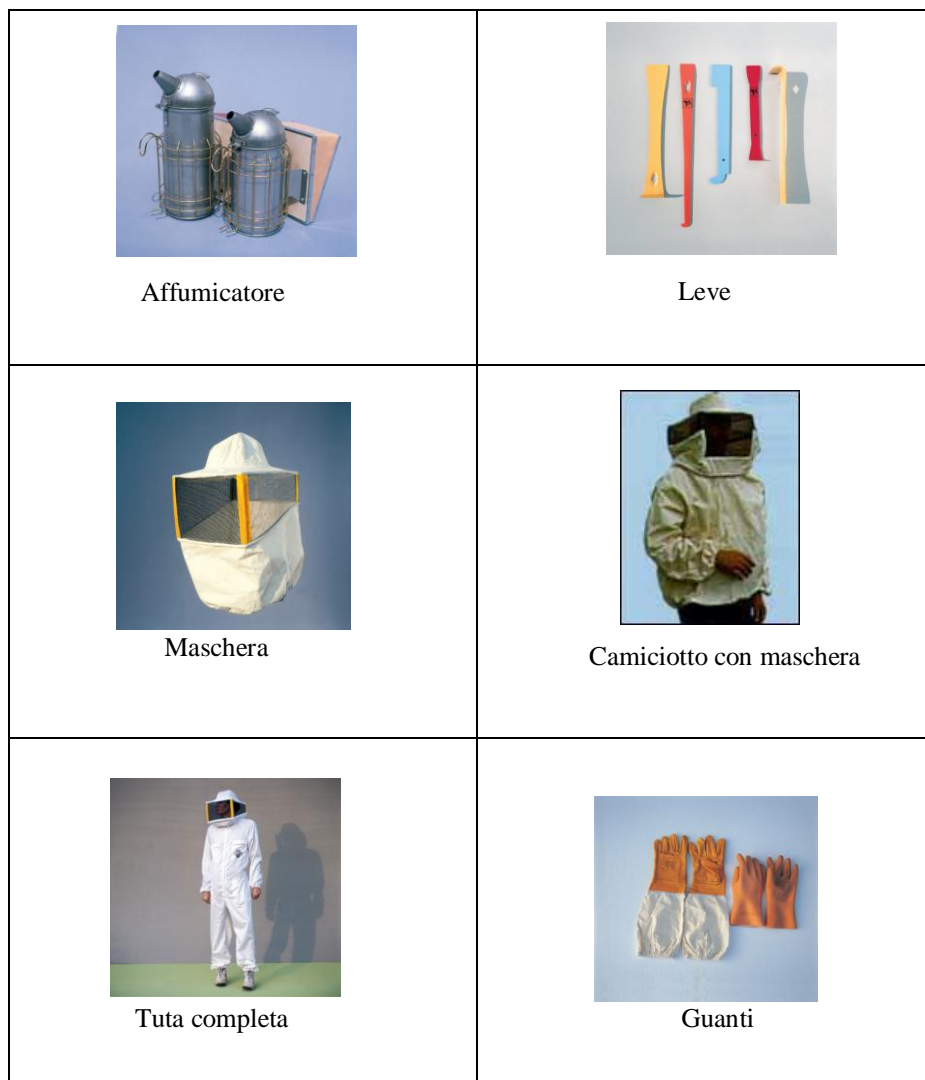 Affumicatore
Leve
Maschera
Camiciotto con maschera
Tuta completa
Guanti